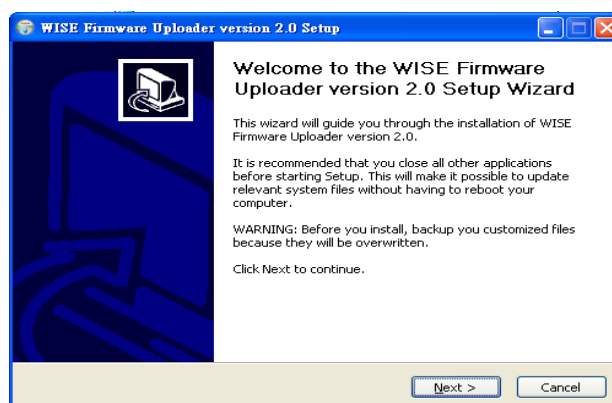 WISE Firmware Uploader version 2.0 Setup
Welcome to the WISE Firmware
Uploader version 2.0 Setup Wizard
This wizard will guide you through the installation of WISE
Firmware Uploader version 2.0.
It is recommended that you close all other applications
before starting Setup. This will make it possible to update
relevant system files without having to reboot your
computer.
WARNING: Before you install, backup you customized files
because they will be overwritten.
Click Next to continue.
Next >
Cancel